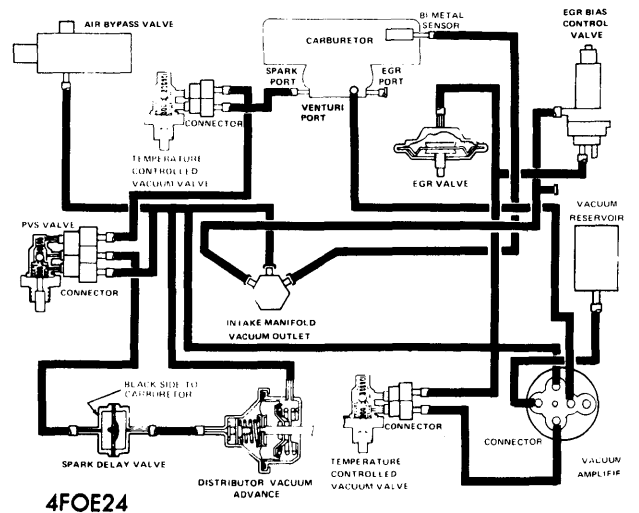 AIR BYPASS VALVE
BI METAL
SENSOR
EGR BIAS
CONTROL
VALVE
CARBURETOR
SPARK
PORT
EGR
PORT
VENTURI
PORT
CONNECTOR
TEMPERATURE
CONTROLLED
VACUUM VALVE
EGR VALVE
VACUUM
RESERVOIR
PVS VALVE
CONNECTOR
INTAKE MANIFOLD
VACUUM OUTLET
BLACK SIDE TO
CARBURETOR
CONNECTOR
CONNECTOR
SPARK DELAY VALVE
DISTRIBUTOR VACUUM
ADVANCE
TEMPERATURE
CONTROLLED
VACUUM VALVE
VACUUM
AMPLIFIE
4FOE24